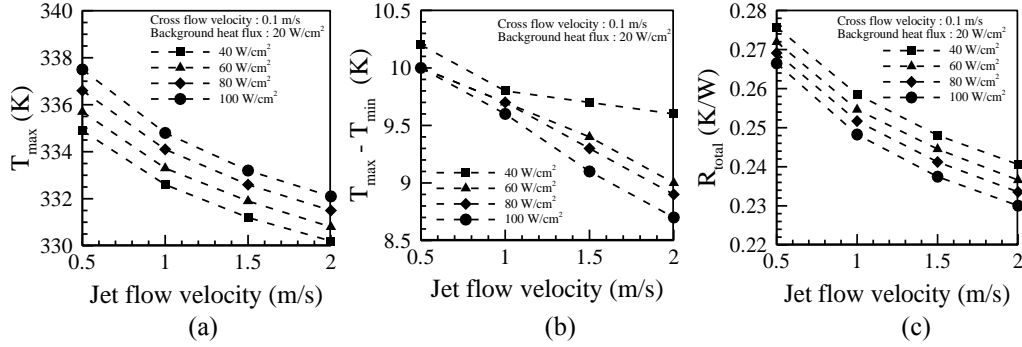 340
338
336
334
332
330
T_max (K)
Cross flow velocity : 0.1 m/s
Background heat flux : 20 W/cm²
40 W/cm²
60 W/cm²
80 W/cm²
100 W/cm²
0.5 1 1.5 2
Jet flow velocity (m/s)
(a)
10.5
10
9.5
9
8.5
T_max - T_min (K)
Cross flow velocity : 0.1 m/s
Background heat flux : 20 W/cm²
40 W/cm²
60 W/cm²
80 W/cm²
100 W/cm²
0.5 1 1.5 2
Jet flow velocity (m/s)
(b)
0.28
0.27
0.26
0.25
0.24
0.23
0.22
R_total (K/W)
Cross flow velocity : 0.1 m/s
Background heat flux : 20 W/cm²
40 W/cm²
60 W/cm²
80 W/cm²
100 W/cm²
0.5 1 1.5 2
Jet flow velocity (m/s)
(c)